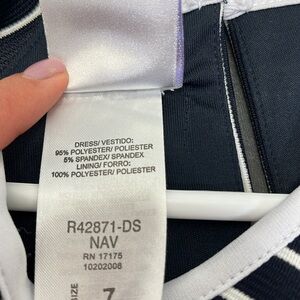 DRESS/ VESTIDO:
95% POLYESTER/ POLIESTER
5% SPANDEX/ SPANDEX
LINING/ FORRO:
100% POLYESTER/ POLIESTER
R42871-DS
NAV
RN 17175
10202008
SIZE 7